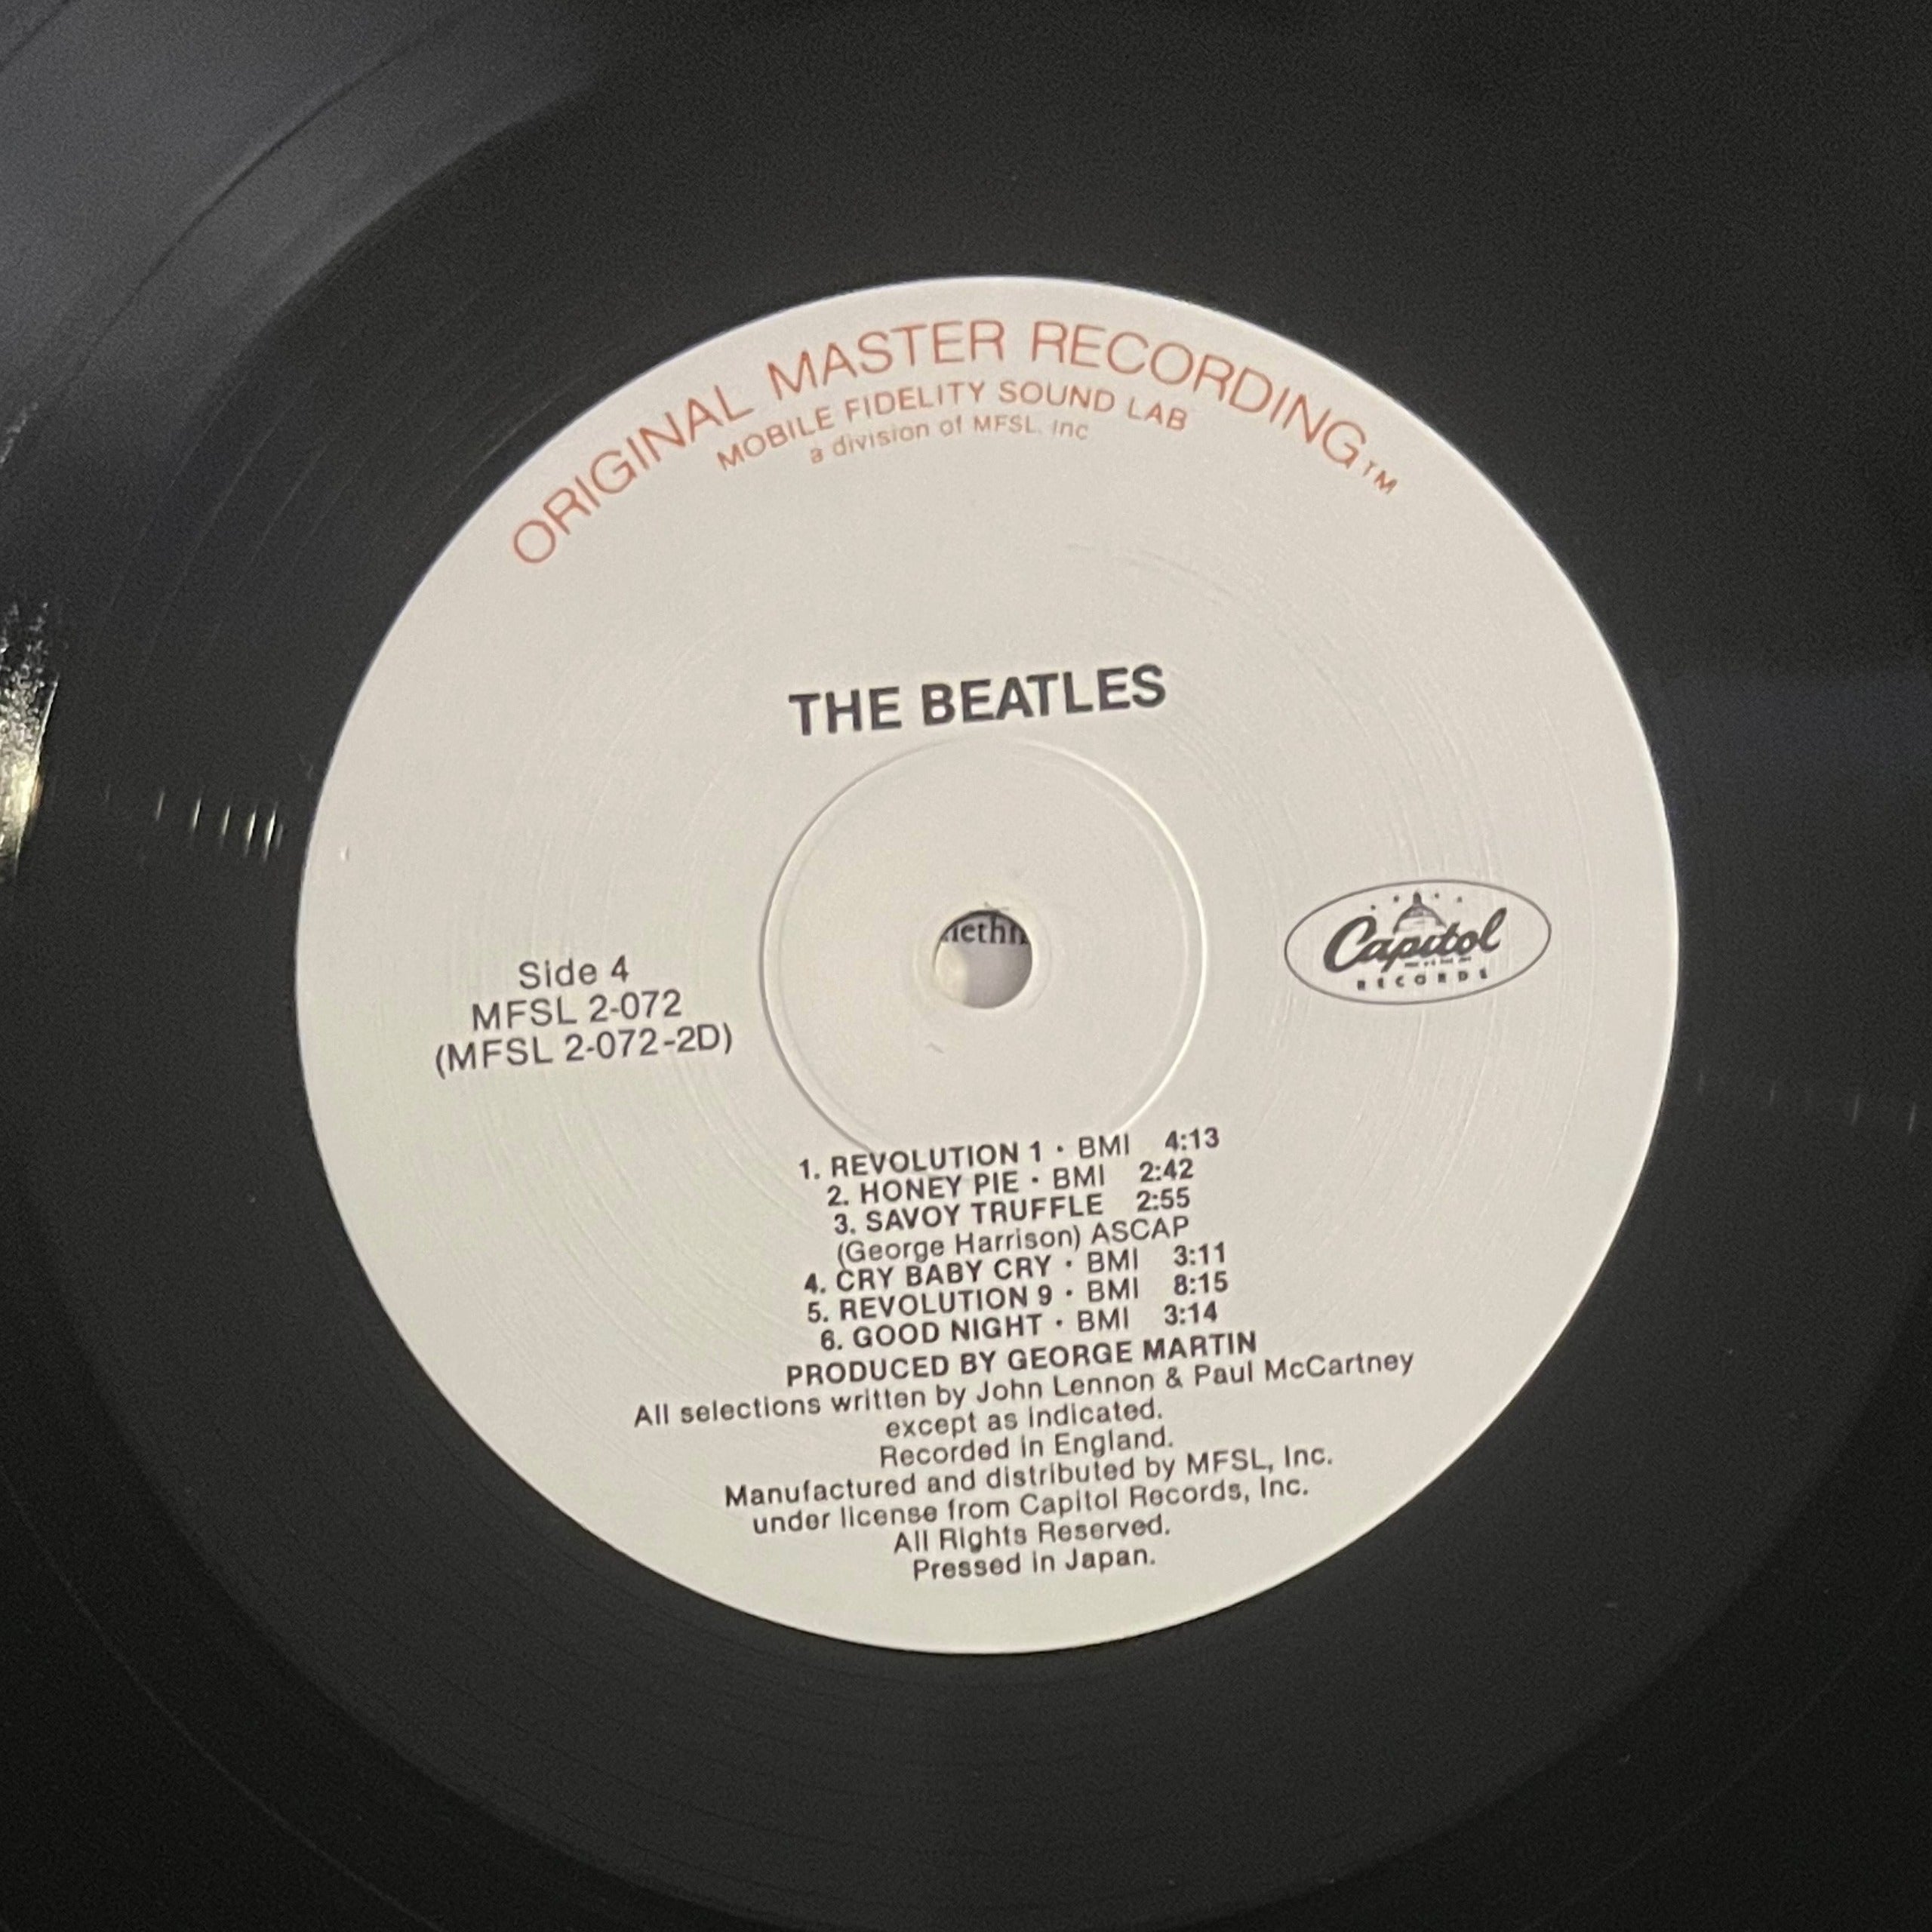 ORIGINAL MASTER RECORDING™
MOBILE FIDELITY SOUND LAB
a division of MFSL, Inc
THE BEATLES
Side 4
MFSL 2-072
(MFSL 2-072-2D)
Capitol
RECORDS
1. REVOLUTION 1 · BMI 4:13
2. HONEY PIE · BMI 2:42
3. SAVOY TRUFFLE 2:55
(George Harrison) ASCAP
4. CRY BABY CRY · BMI 3:11
5. REVOLUTION 9 · BMI 8:15
6. GOOD NIGHT · BMI 3:14
PRODUCED BY GEORGE MARTIN
All selections written by John Lennon & Paul McCartney
except as indicated.
Recorded in England.
Manufactured and distributed by MFSL, Inc.
under license from Capitol Records, Inc.
All Rights Reserved.
Pressed in Japan.